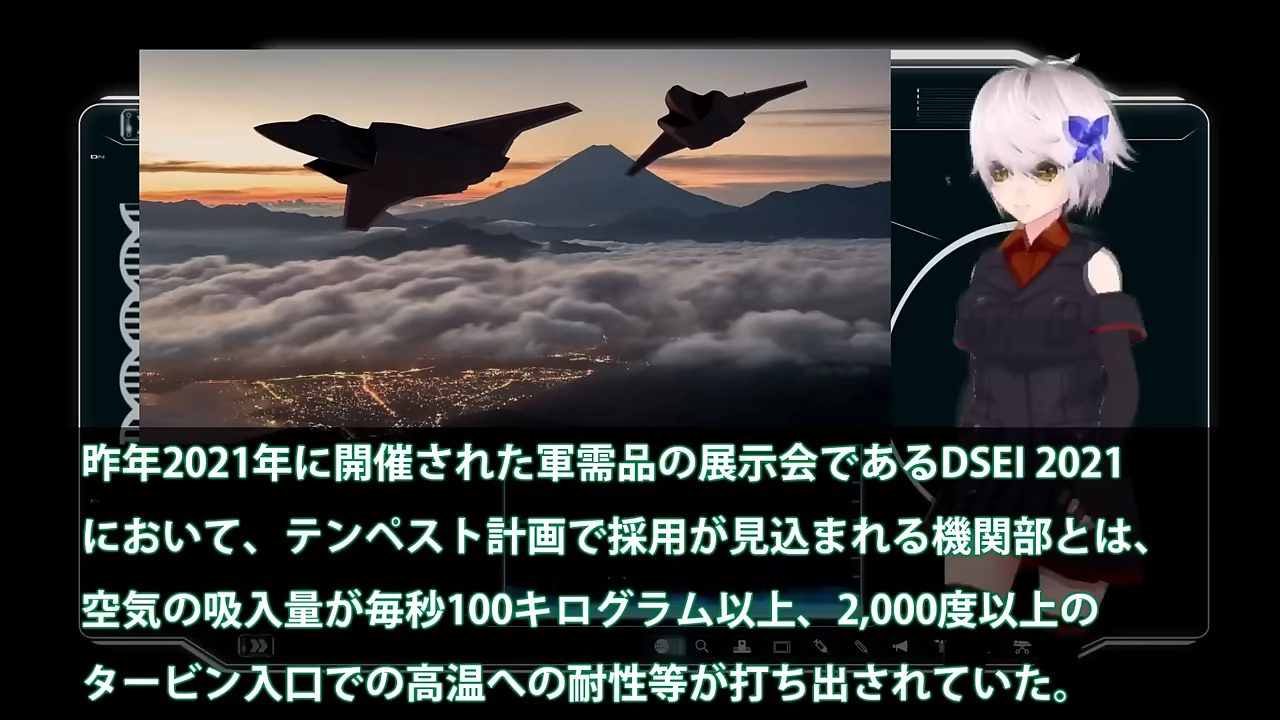 DN
昨年2021年に開催された軍需品の展示会であるDSEI 2021
において、テンペスト計画で採用が見込まれる機関部とは、
空気の吸入量が毎秒100キログラム以上、2,000度以上の
タービン入口での高温への耐性等が打ち出されていた。